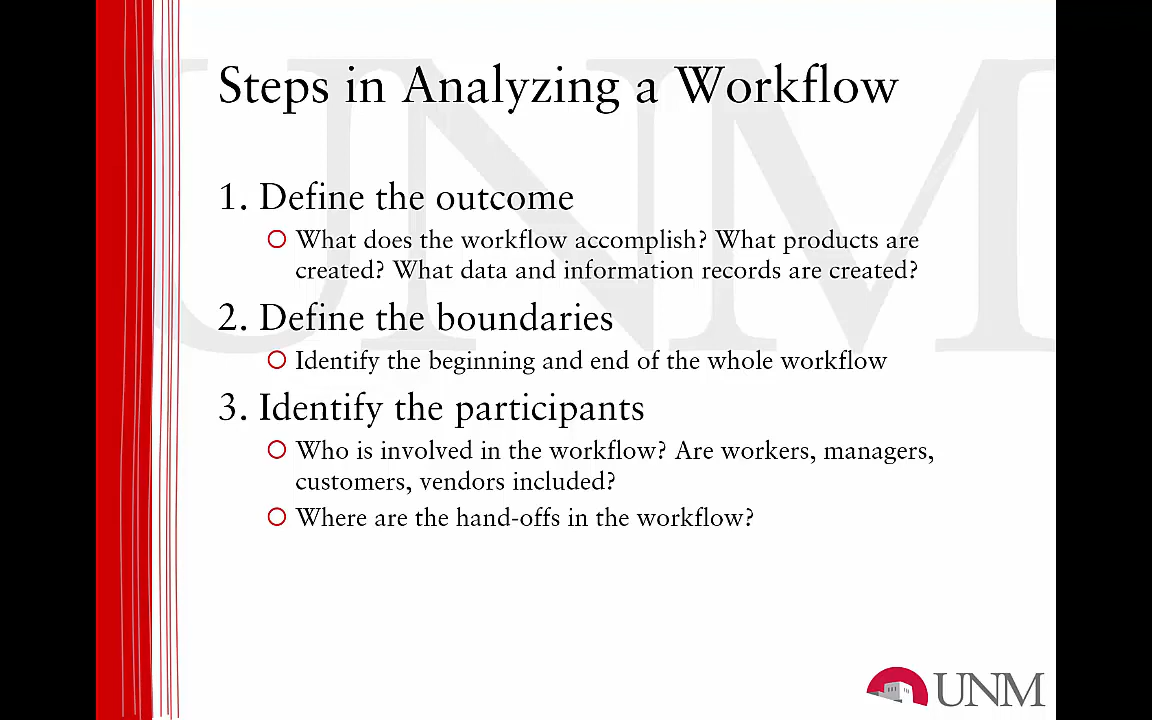 Steps in Analyzing a Workflow
1. Define the outcome
What does the workflow accomplish? What products are
created? What data and information records are created?
2. Define the boundaries
Identify the beginning and end of the whole workflow
3. Identify the participants
Who is involved in the workflow? Are workers, managers,
customers, vendors included?
Where are the hand-offs in the workflow?
UNM
UNM